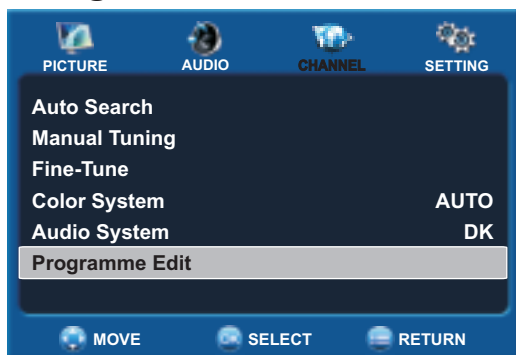 PICTURE AUDIO CHANNEL SETTING
Auto Search
Manual Tuning
Fine-Tune
Color System AUTO
Audio System DK
Programme Edit
MOVE SELECT RETURN